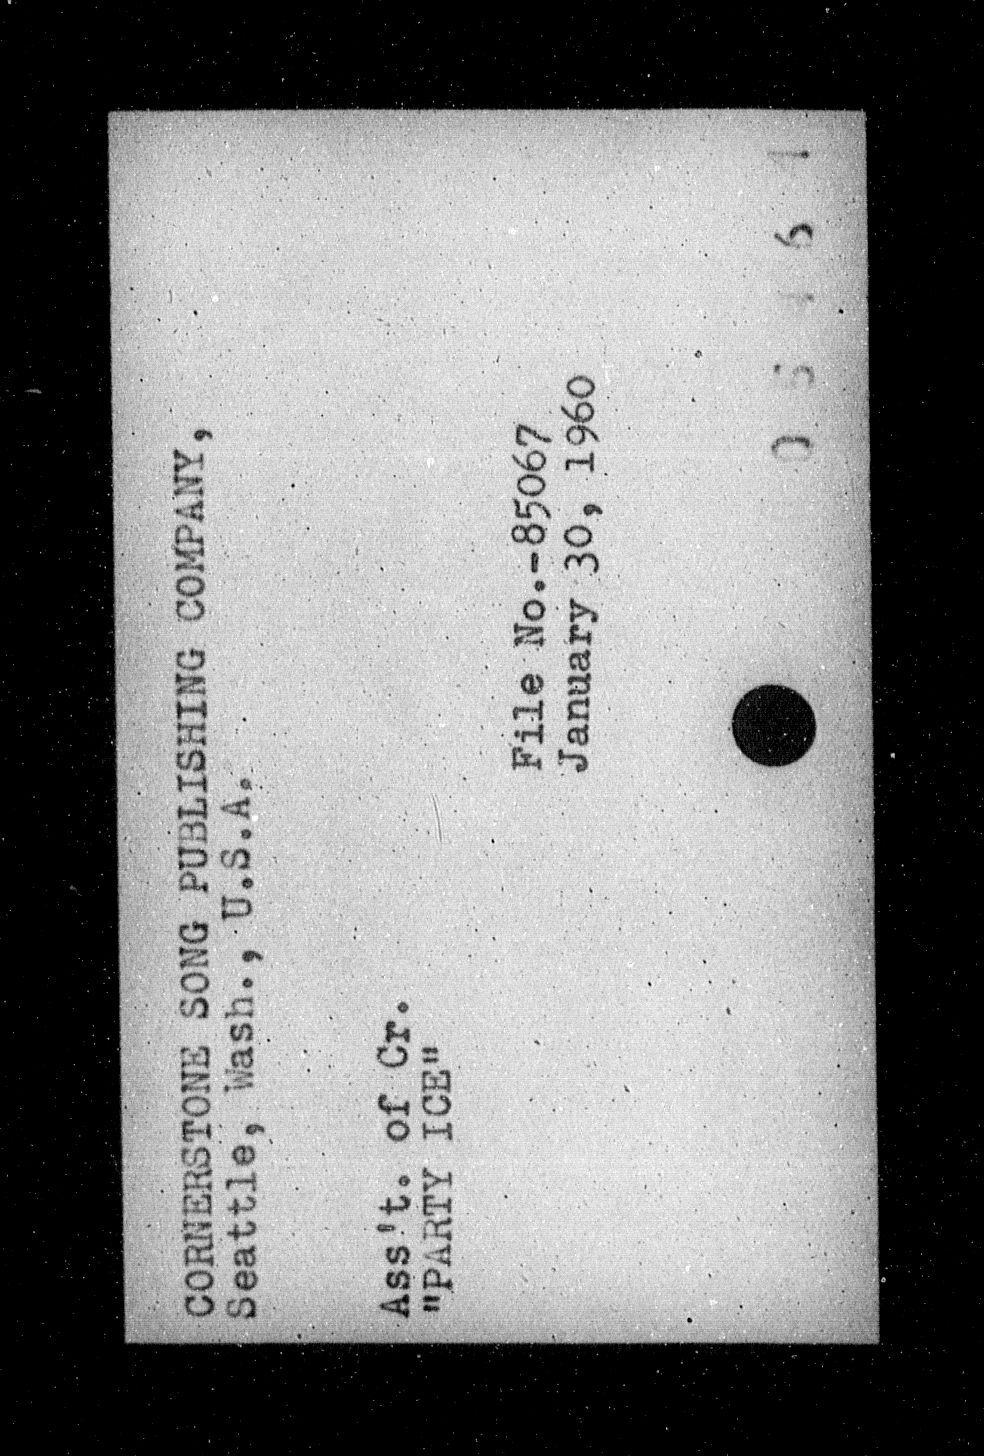 CORNERSTONE SONG PUBLISHING COMPANY,
Seattle, Wash., U.S.A.
Ass't. of Cr.
"PARTY ICE"
File No.-85067
January 30, 1960